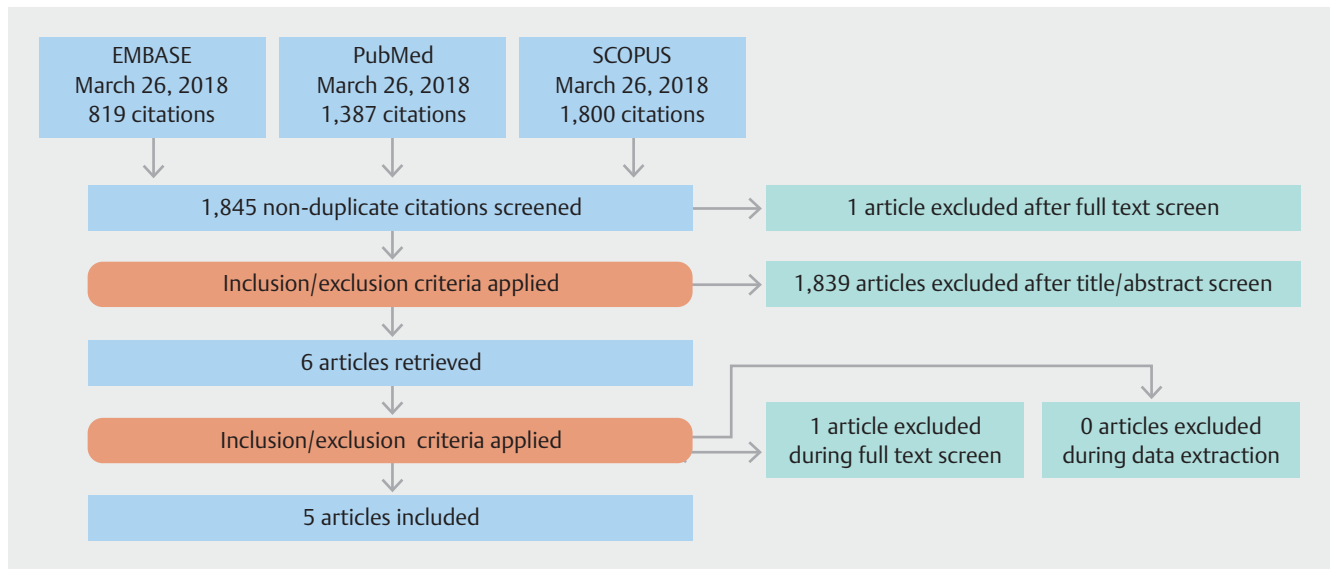 EMBASE
March 26, 2018
819 citations
PubMed
March 26, 2018
1,387 citations
SCOPUS
March 26, 2018
1,800 citations
1,845 non-duplicate citations screened
1 article excluded after full text screen
Inclusion/exclusion criteria applied
1,839 articles excluded after title/abstract screen
6 articles retrieved
Inclusion/exclusion criteria applied
1 article excluded
during full text screen
0 articles excluded
during data extraction
5 articles included